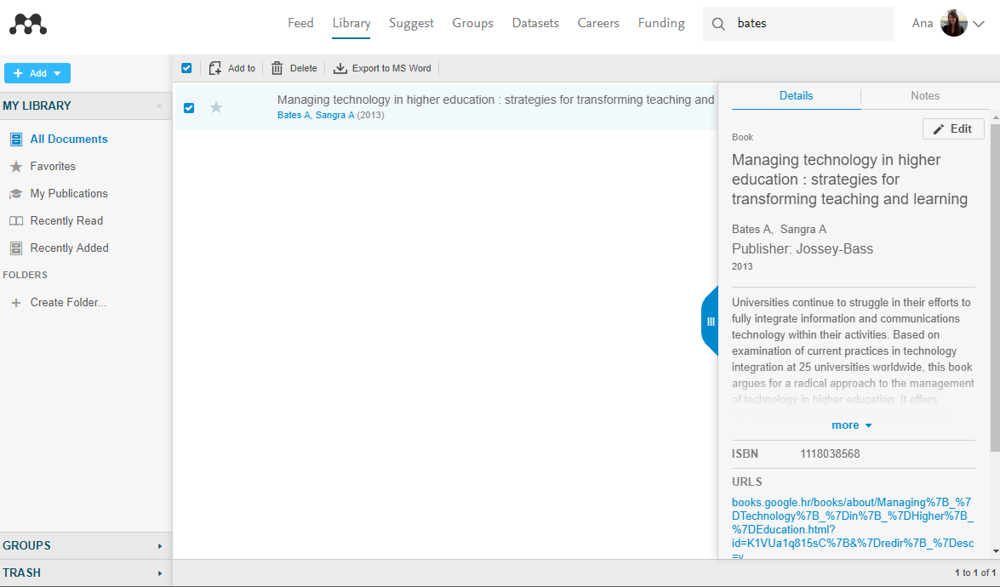 Feed Library Suggest Groups Datasets Careers Funding bates Ana
Add
MY LIBRARY
All Documents
Favorites
My Publications
Recently Read
Recently Added
FOLDERS
Create Folder...
GROUPS
TRASH
Add to Delete Export to MS Word
Managing technology in higher education : strategies for transforming teaching and
Bates A, Sangra A (2013)
Details Notes
Edit
Book
Managing technology in higher
education : strategies for
transforming teaching and learning
Bates A, Sangra A
Publisher: Jossey-Bass
2013
Universities continue to struggle in their efforts to
fully integrate information and communications
technology within their activities. Based on
examination of current practices in technology
integration at 25 universities worldwide, this book
argues for a radical approach to the management
of technology in higher education. It offers
more
ISBN 1118038568
URLS
books.google.hr/books/about/Managing%7B_%7
DTechnology%7B_%7Din%7B_%7DHigher%7B_
%7DEducation.html?
id=K1VUa1q815sC%7B&%7Dredir%7B_%7Desc
=y
1 to 1 of 1